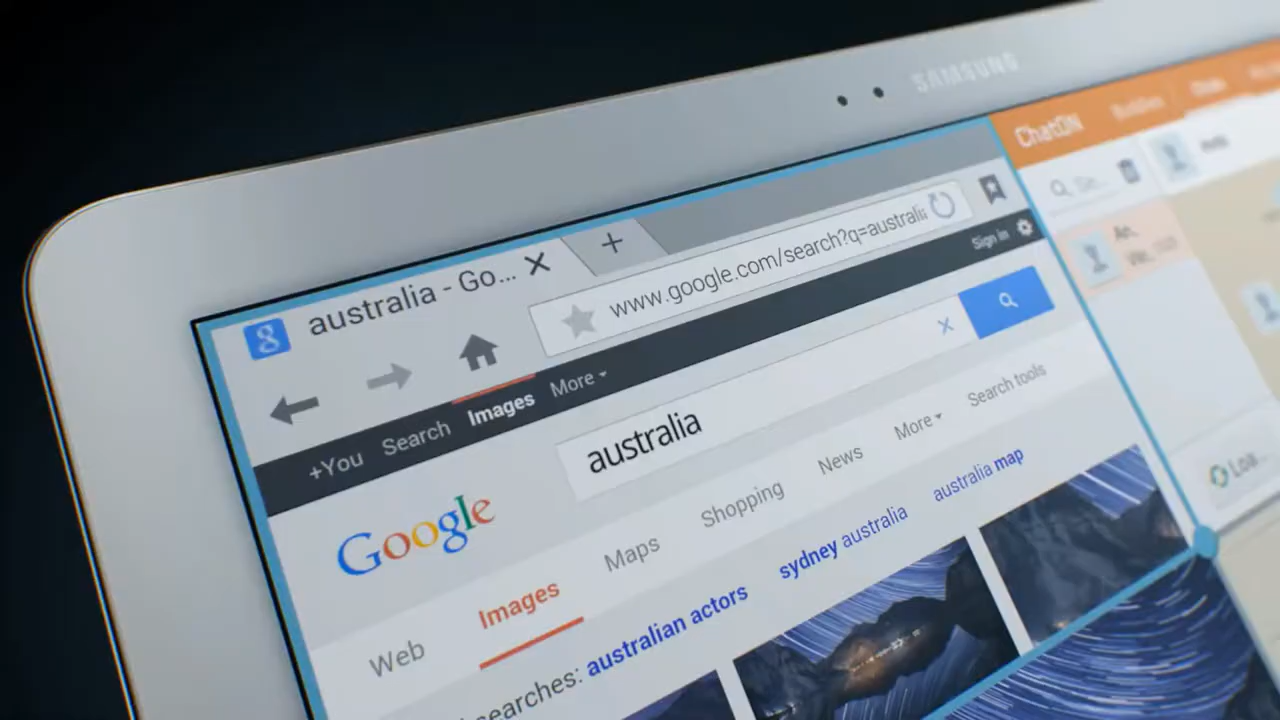 SAMSUNG
ChatON
australia - Go...
www.google.com/search?q=australia
Sign in
+You Search Images More
australia
Google
Web Images Maps Shopping News More Search tools
searches: australian actors sydney australia australia map
Loa...